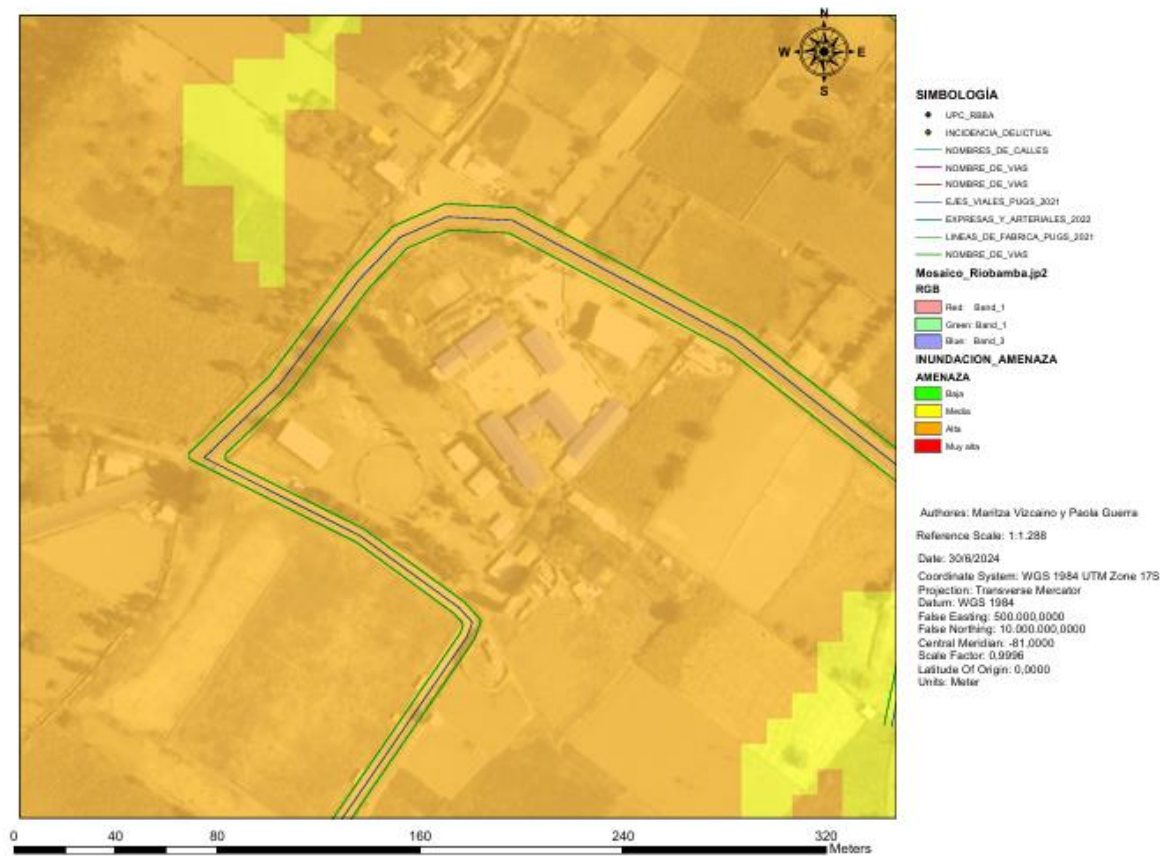 N
W E
S
SIMBOLOGÍA
UPC_RBBA
INCIDENCIA_DELICTUAL
NOMBRES_DE_CALLES
NOMBRE_DE_VIAS
NOMBRE_DE_VIAS
EJES_VIALES_PUGS_2021
EXPRESAS_Y_ARTERIALES_2022
LINEAS_DE_FABRICA_PUGS_2021
NOMBRE_DE_VIAS
Mosaico_Riobamba.jp2
RGB
Red: Band_1
Green: Band_1
Blue: Band_3
INUNDACION_AMENAZA
AMENAZA
Baja
Media
Alta
Muy alta
Authores: Maritza Vizcaino y Paola Guerra
Reference Scale: 1:1.288
Date: 30/6/2024
Coordinate System: WGS 1984 UTM Zone 17S
Projection: Transverse Mercator
Datum: WGS 1984
False Easting: 500.000,0000
False Northing: 10.000.000,0000
Central Meridian: -81,0000
Scale Factor: 0,9996
Latitude Of Origin: 0,0000
Units: Meter
0 40 80 160 240 320
Meters